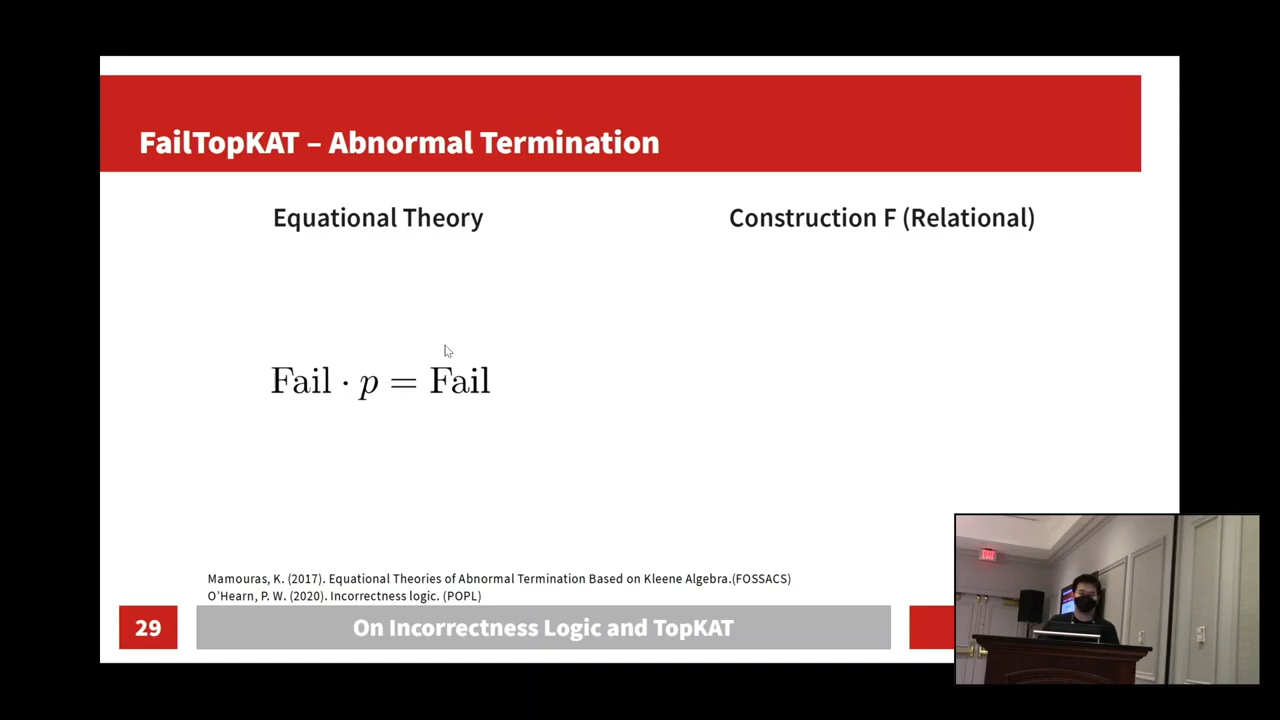 FailTopKAT – Abnormal Termination
Equational Theory
Construction F (Relational)
Fail · p = Fail
Mamouras, K. (2017). Equational Theories of Abnormal Termination Based on Kleene Algebra.(FOSSACS)
O'Hearn, P. W. (2020). Incorrectness logic. (POPL)
29
On Incorrectness Logic and TopKAT
EXIT